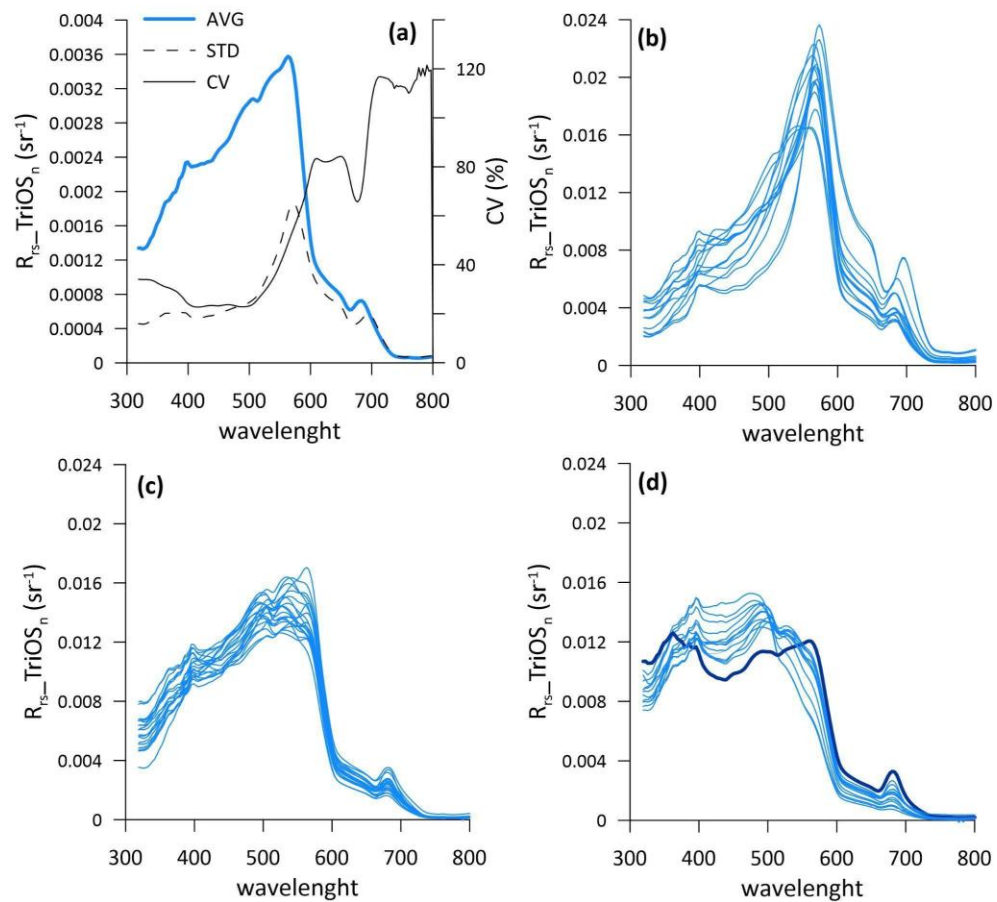 AVG
STD
CV
(a)
R_rs_TriOS_n (sr⁻¹)
0.004
0.0036
0.0032
0.0028
0.0024
0.002
0.0016
0.0012
0.0008
0.0004
0
CV (%)
120
80
40
0
300 400 500 600 700 800
wavelenght
(b)
R_rs_TriOS_n (sr⁻¹)
0.024
0.02
0.016
0.012
0.008
0.004
0
300 400 500 600 700 800
wavelenght
(c)
R_rs_TriOS_n (sr⁻¹)
0.024
0.02
0.016
0.012
0.008
0.004
0
300 400 500 600 700 800
wavelenght
(d)
R_rs_TriOS_n (sr⁻¹)
0.024
0.02
0.016
0.012
0.008
0.004
0
300 400 500 600 700 800
wavelenght